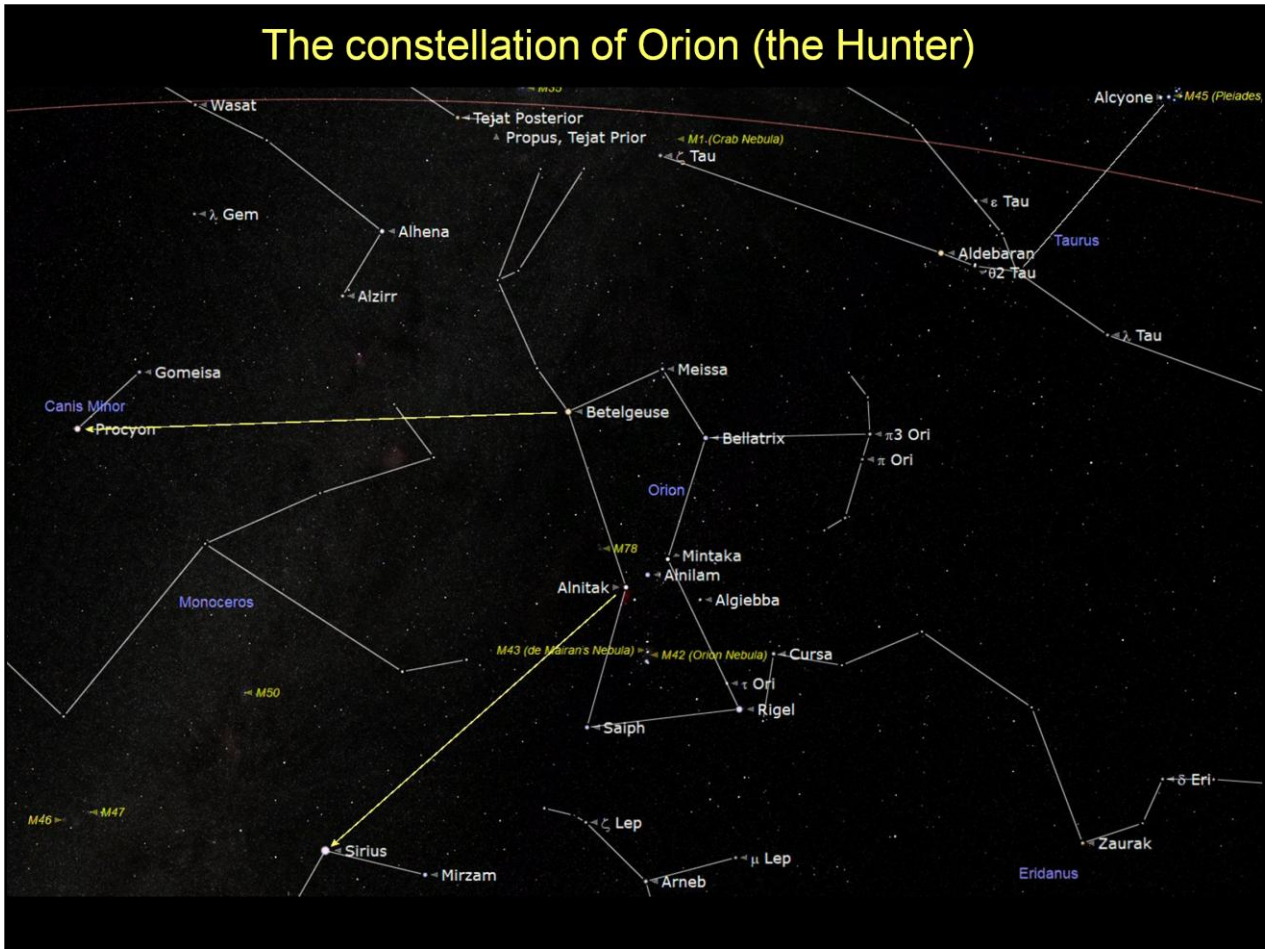 The constellation of Orion (the Hunter)
M35
Wasat
Alcyone
M45 (Pleiades,
Tejat Posterior
Propus, Tejat Prior
M1 (Crab Nebula)
ζ Tau
ε Tau
λ Gem
Alhena
Taurus
Aldebaran
θ2 Tau
Alzirr
λ Tau
Gomeisa
Meissa
Canis Minor
Betelgeuse
Procyon
Bellatrix
π3 Ori
π Ori
Orion
M78
Mintaka
Alnilam
Alnitak
Algiebba
Monoceros
M43 (de Mairan's Nebula)
M42 (Orion Nebula)
Cursa
M50
τ Ori
Rigel
Saiph
δ Eri
M47
M46
ζ Lep
Zaurak
Sirius
μ Lep
Mirzam
Arneb
Eridanus